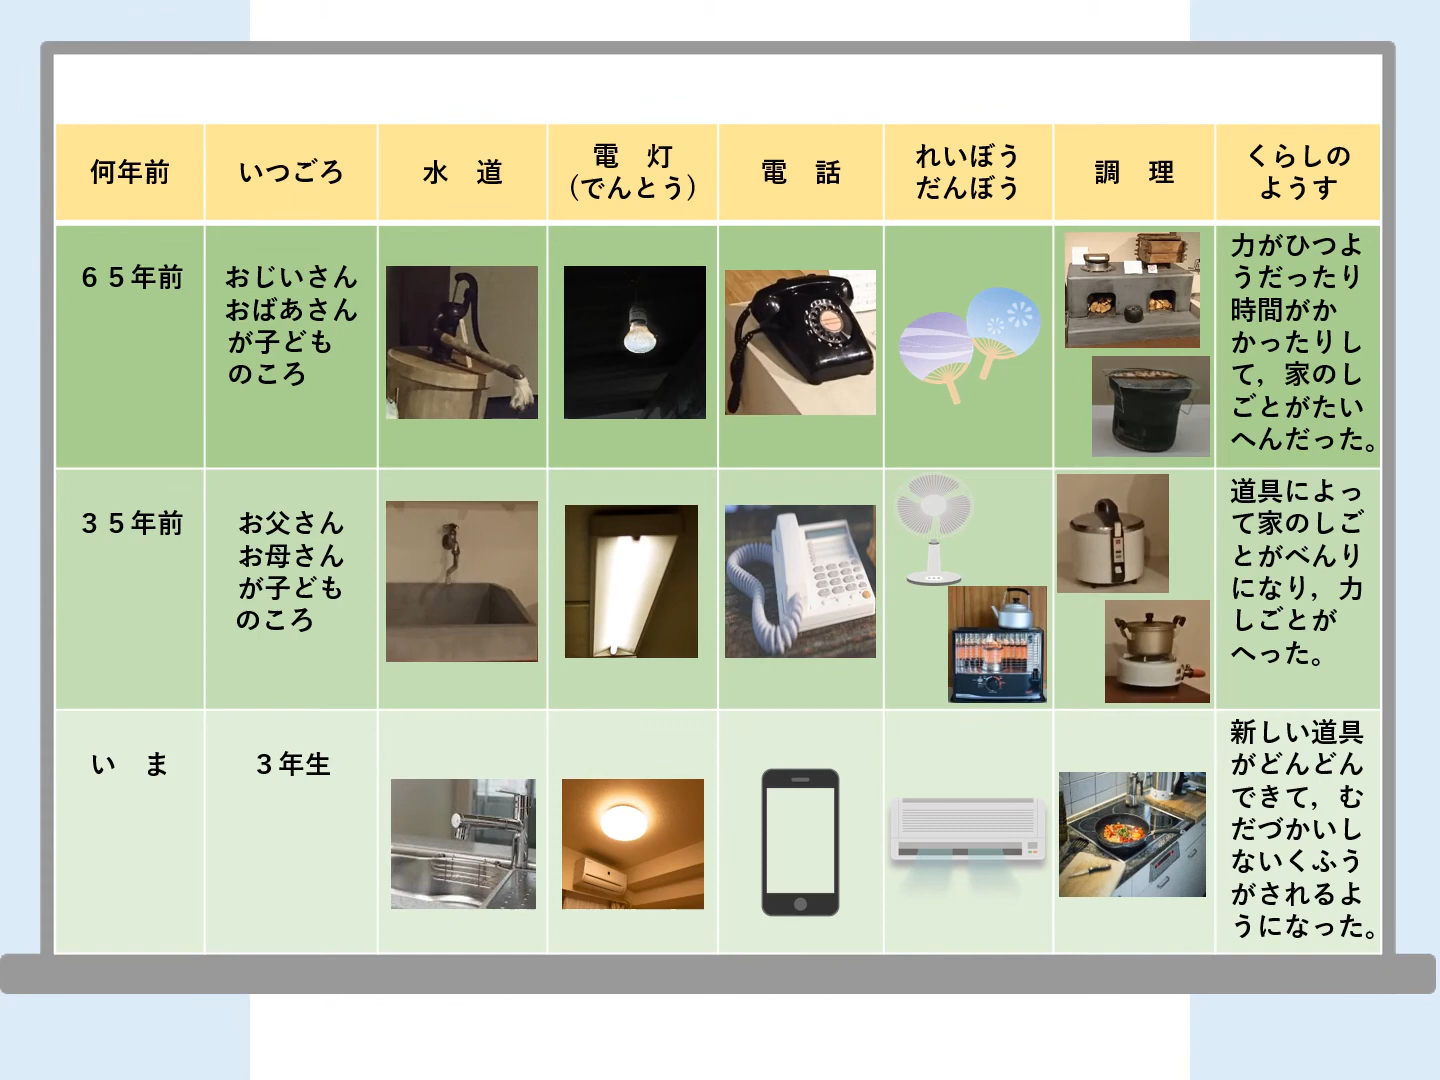 何年前
いつごろ
水　道
電　灯
（でんとう）
電　話
れいぼう
だんぼう
調　理
くらしの
ようす
６５年前
おじいさん
おばあさん
が子ども
のころ
力がひつよ
うだったり
時間がか
かったりし
て，家のし
ごとがたい
へんだった。
３５年前
お父さん
お母さん
が子ども
のころ
道具によっ
て家のしご
とがべんり
になり，力
しごとが
へった。
い　ま
３年生
新しい道具
がどんどん
できて，む
だづかいし
ないくふう
がされるよ
うになった。